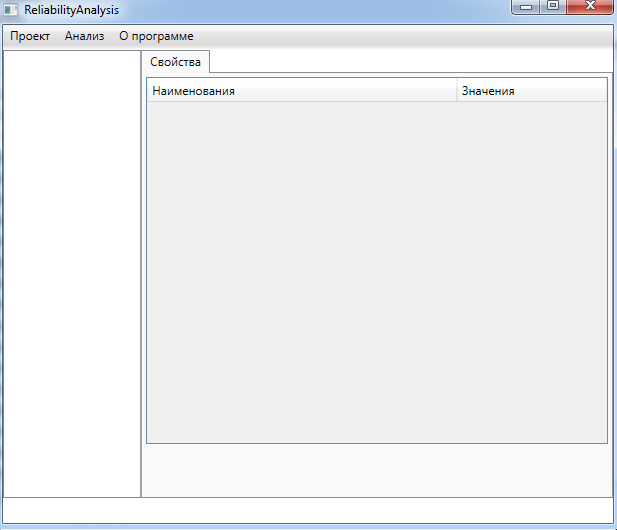 ReliabilityAnalysis
Проект Анализ О программе
Свойства
Наименования Значения